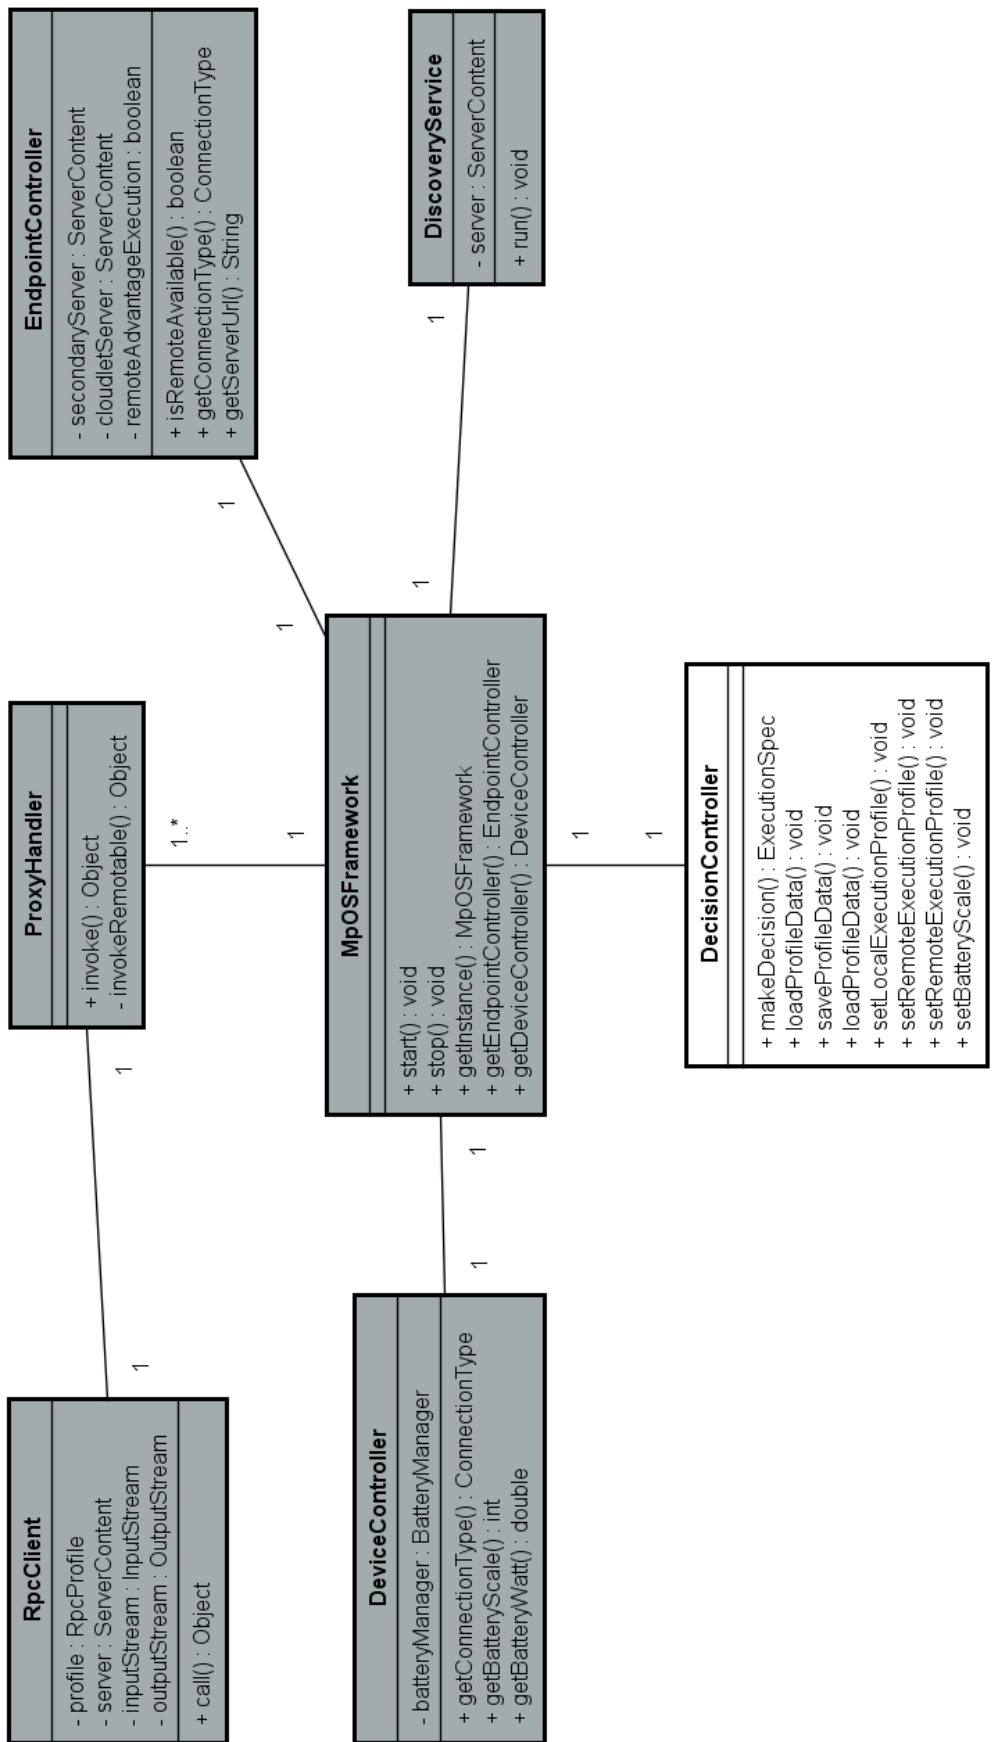 RpcClient
- profile : RpcProfile
- server : ServerContent
- inputStream : InputStream
- outputStream : OutputStream
+ call() : Object
1
1
ProxyHandler
+ invoke() : Object
- invokeRemotable() : Object
1..*
1
EndpointController
- secondaryServer : ServerContent
- cloudletServer : ServerContent
- remoteAdvantageExecution : boolean
+ isRemoteAvailable() : boolean
+ getConnectionType() : ConnectionType
+ getServerUrl() : String
1
1
DeviceController
- batteryManager : BatteryManager
+ getConnectionType() : ConnectionType
+ getBatteryScale() : int
+ getBatteryWatt() : double
1
1
MpOSFramework
+ start() : void
+ stop() : void
+ getInstance() : MpOSFramework
+ getEndpointController() : EndpointController
+ getDeviceController() : DeviceController
1
1
DiscoveryService
- server : ServerContent
+ run() : void
1
1
DecisionController
+ makeDecision() : ExecutionSpec
+ loadProfileData() : void
+ saveProfileData() : void
+ loadProfileData() : void
+ setLocalExecutionProfile() : void
+ setRemoteExecutionProfile() : void
+ setRemoteExecutionProfile() : void
+ setBatteryScale() : void